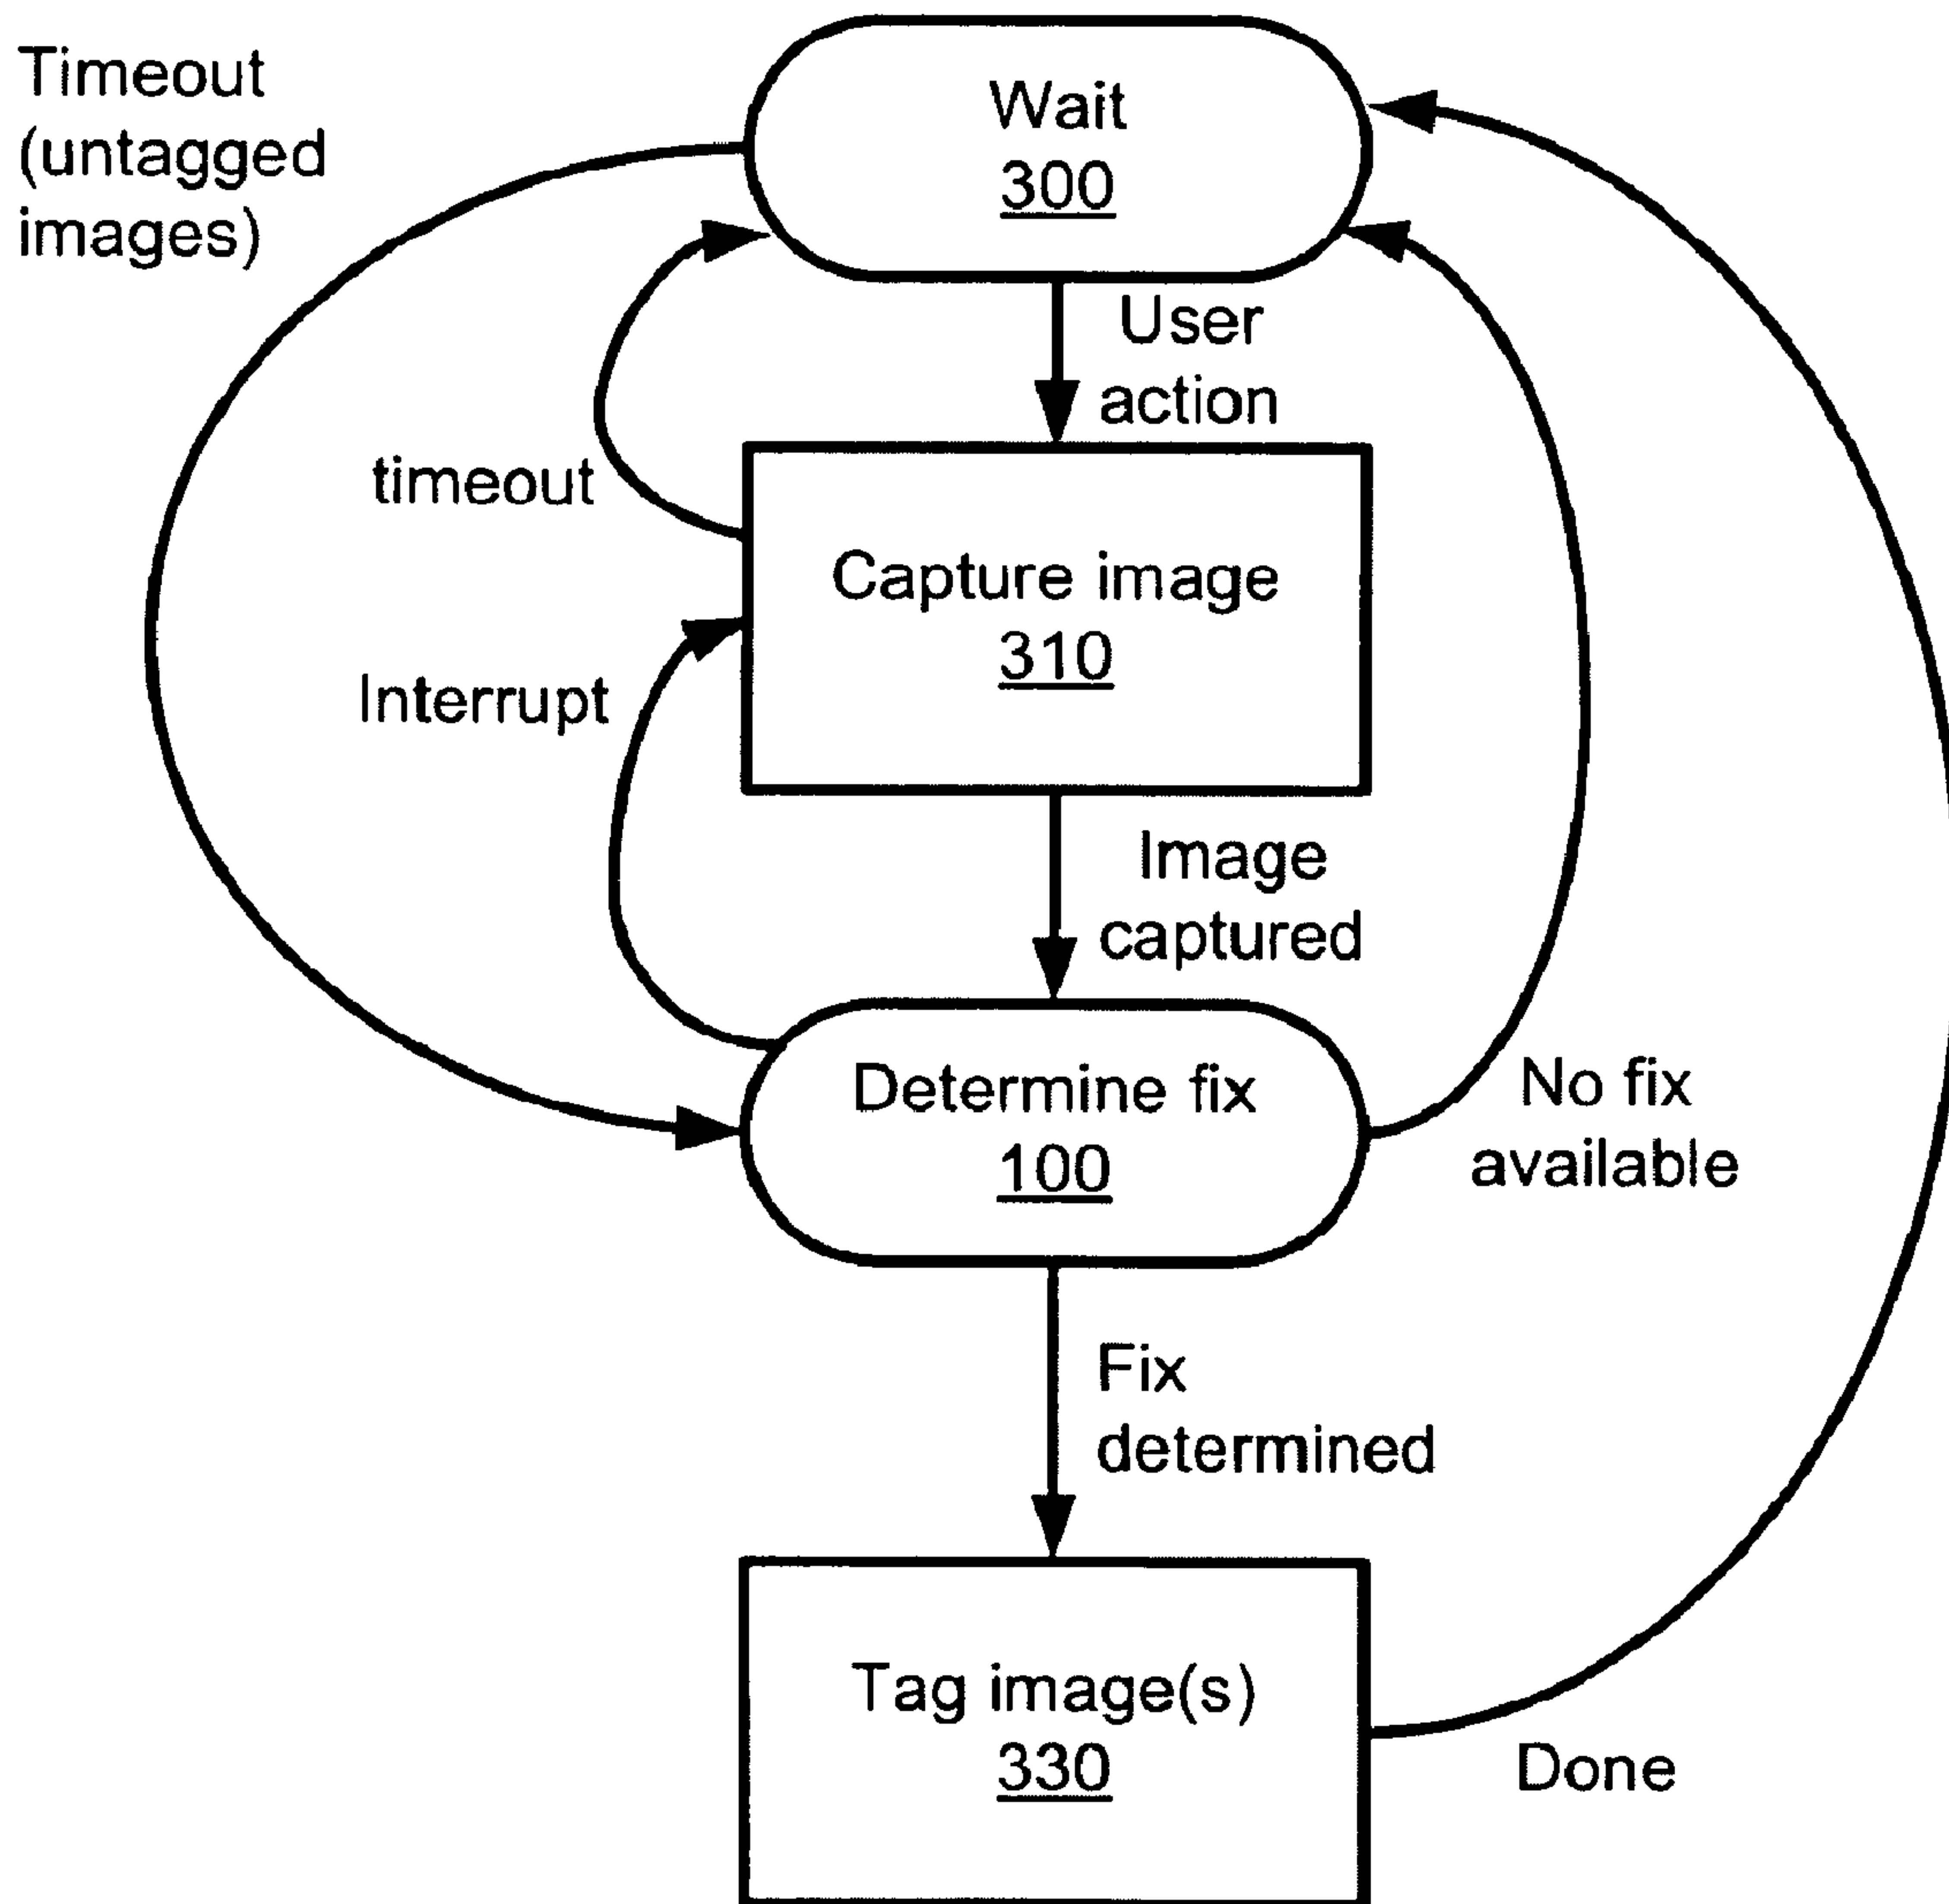 Timeout
(untagged
images)
Wait
300
User
action
timeout
Capture image
310
Interrupt
Image
captured
Determine fix
100
No fix
available
Fix
determined
Tag image(s)
330
Done